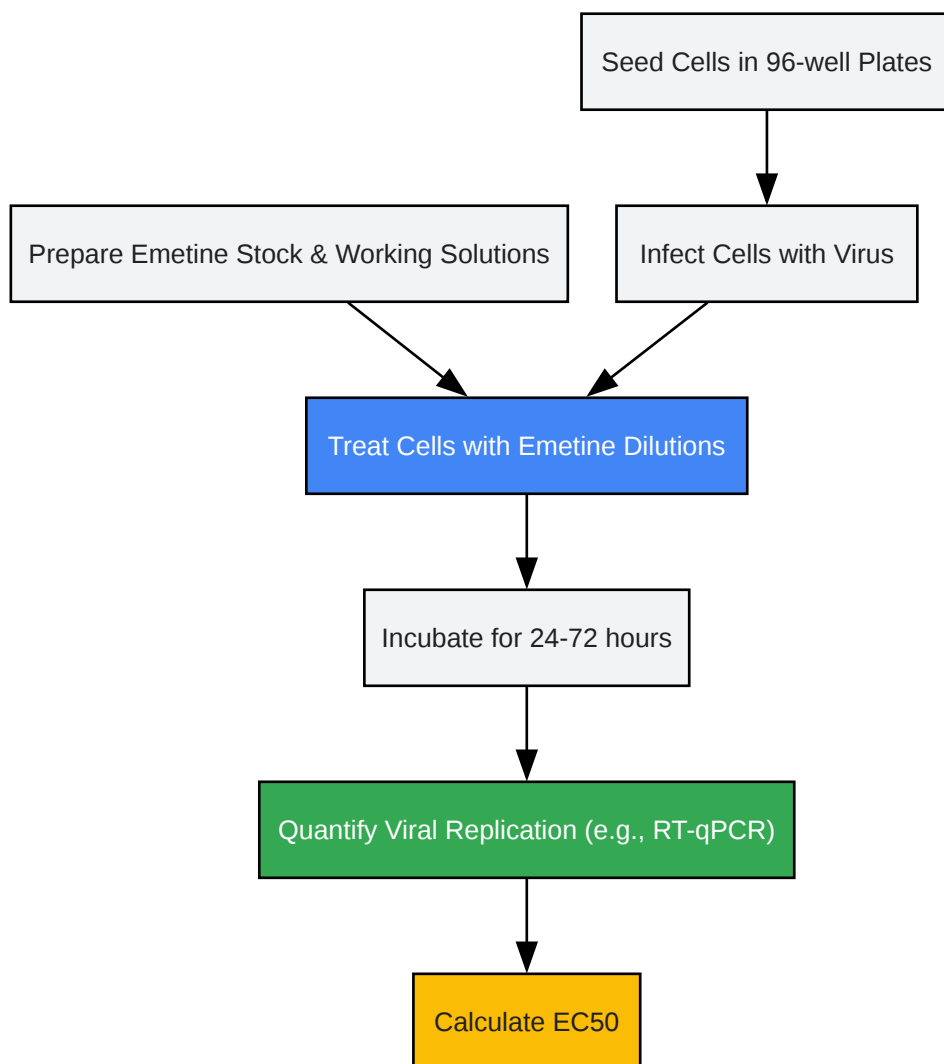 Seed Cells in 96-well Plates
Prepare Emetine Stock & Working Solutions
Infect Cells with Virus
Treat Cells with Emetine Dilutions
Incubate for 24-72 hours
Quantify Viral Replication (e.g., RT-qPCR)
Calculate EC50